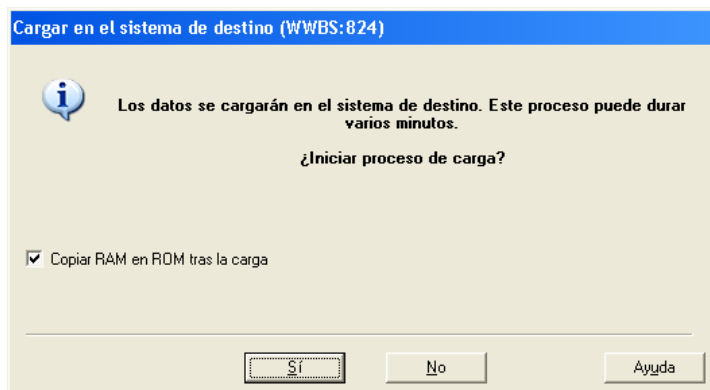 Cargar en el sistema de destino (WWBS:824)
Los datos se cargarán en el sistema de destino. Este proceso puede durar
varios minutos.
¿Iniciar proceso de carga?
Copiar RAM en ROM tras la carga
Sí
No
Ayuda